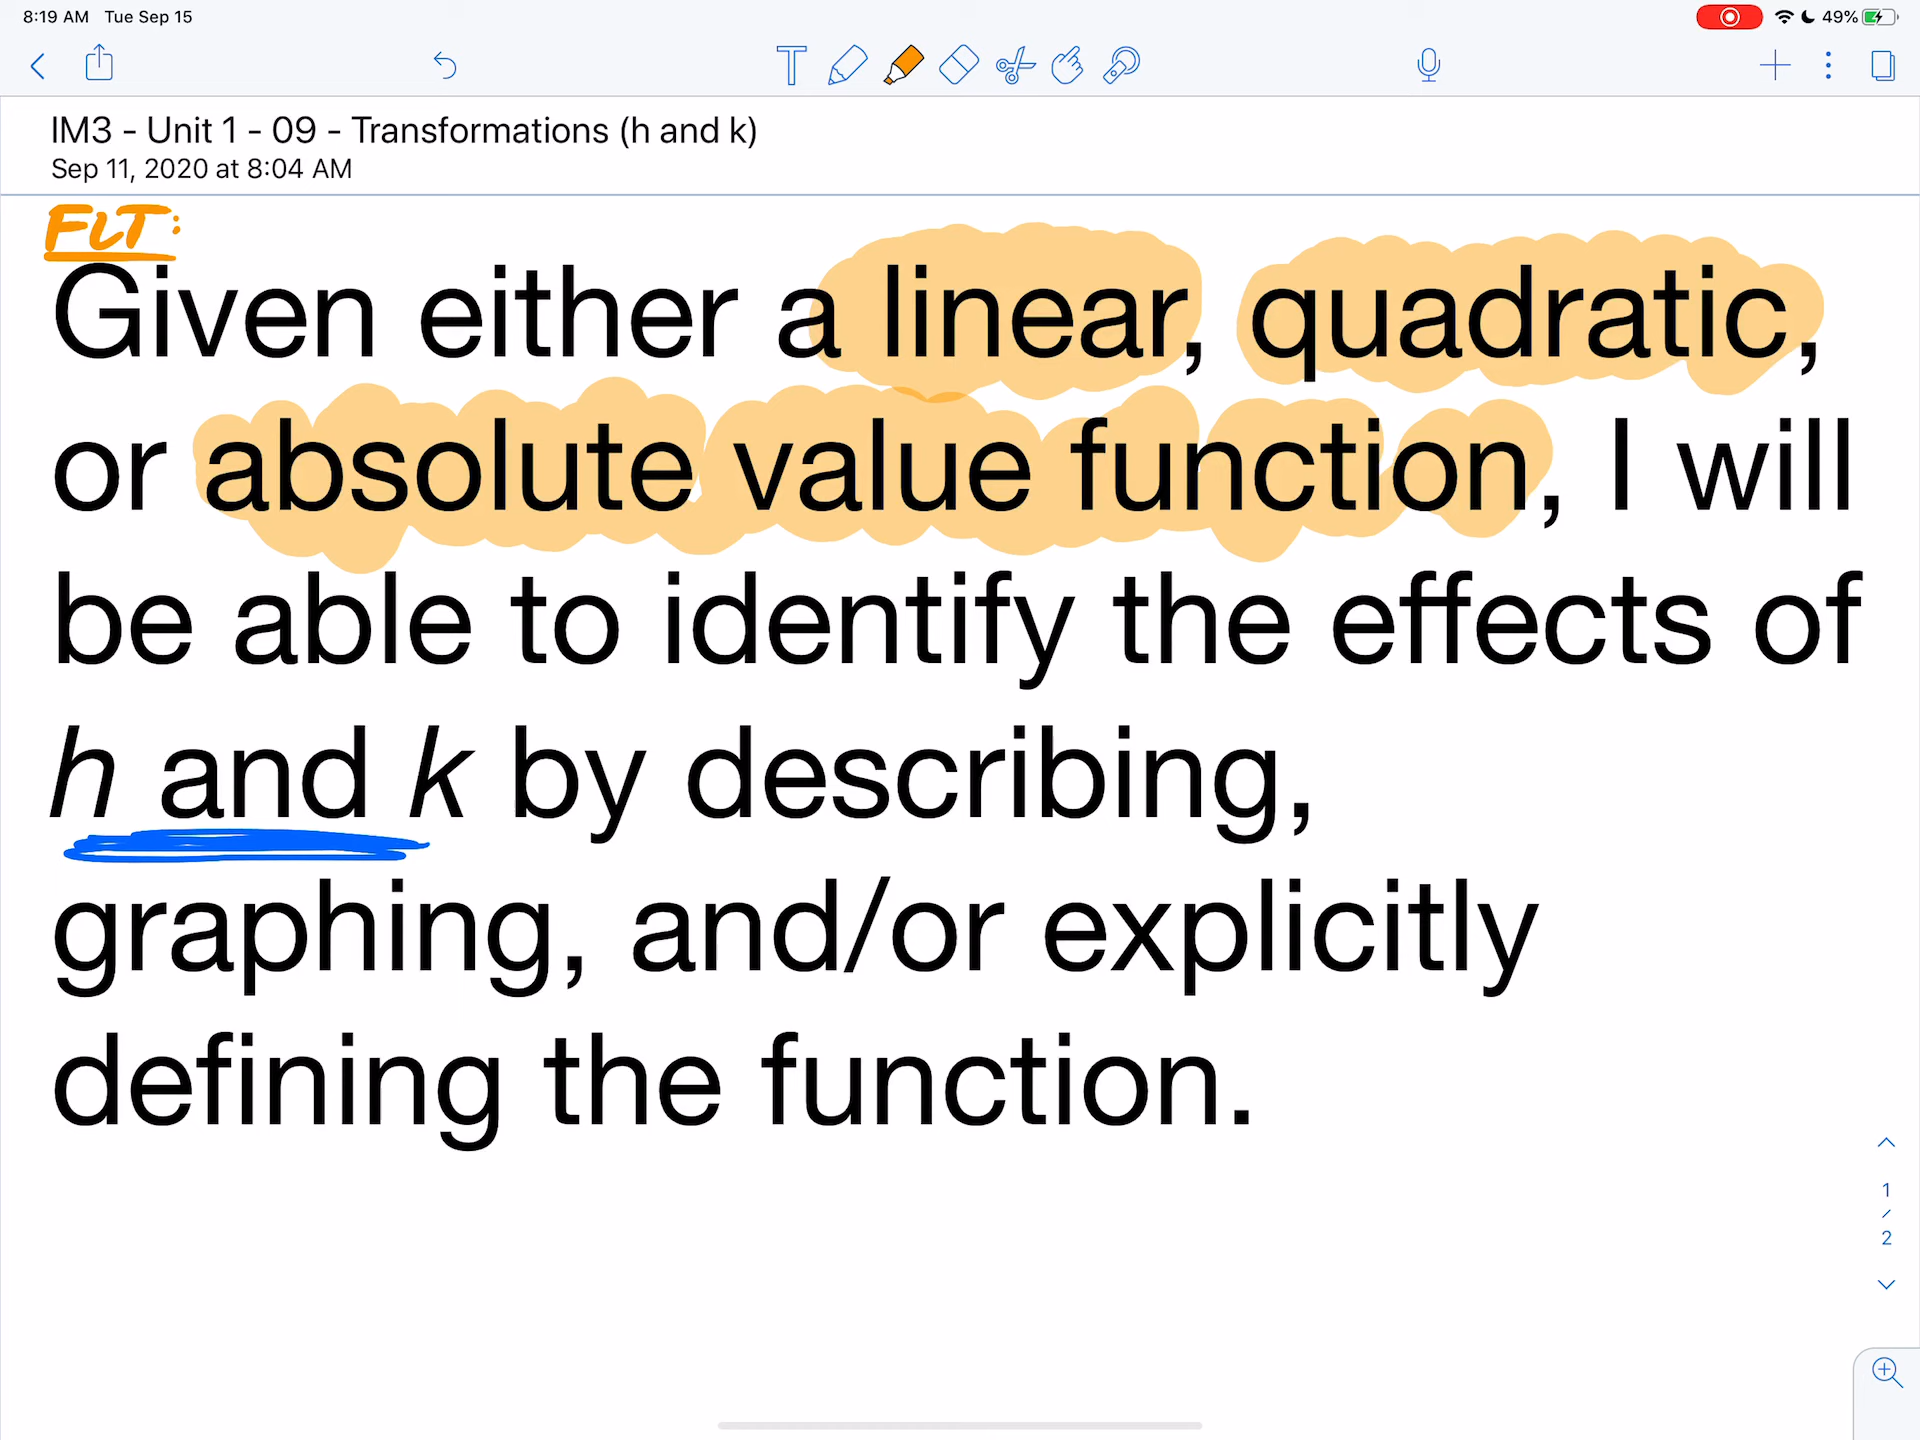 8:19 AM Tue Sep 15
49%
IM3 - Unit 1 - 09 - Transformations (h and k)
Sep 11, 2020 at 8:04 AM
FLT:
Given either a linear, quadratic,
or absolute value function, I will
be able to identify the effects of
h and k by describing,
graphing, and/or explicitly
defining the function.
1
/
2